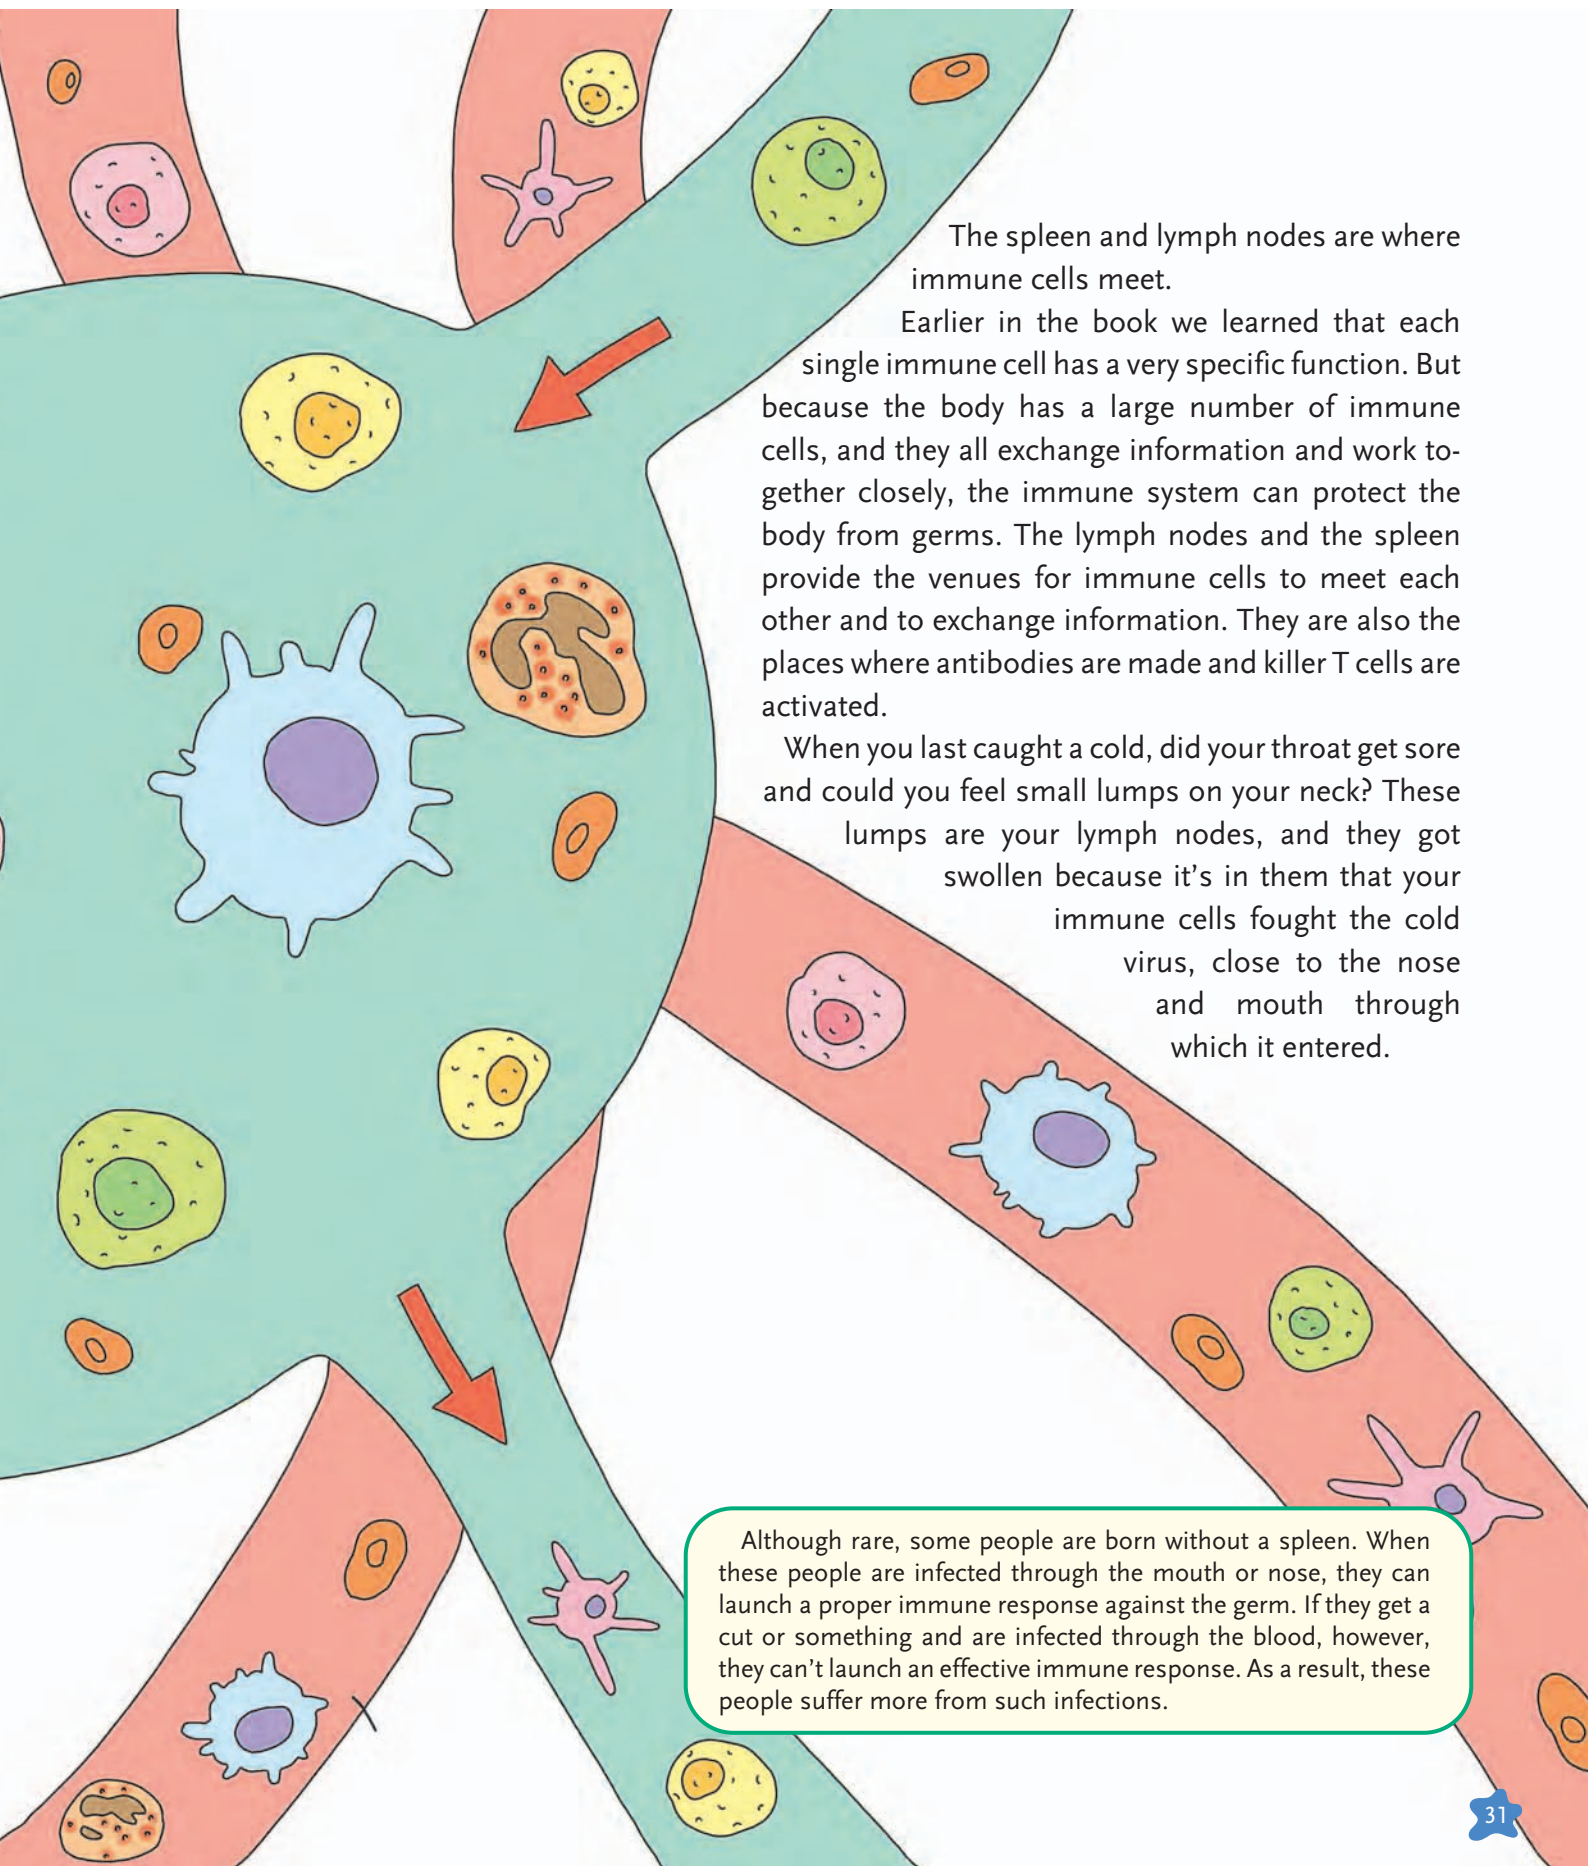 The spleen and lymph nodes are where
immune cells meet.
Earlier in the book we learned that each
single immune cell has a very specific function. But
because the body has a large number of immune
cells, and they all exchange information and work to-
gether closely, the immune system can protect the
body from germs. The lymph nodes and the spleen
provide the venues for immune cells to meet each
other and to exchange information. They are also the
places where antibodies are made and killer T cells are
activated.
When you last caught a cold, did your throat get sore
and could you feel small lumps on your neck? These
lumps are your lymph nodes, and they got
swollen because it's in them that your
immune cells fought the cold
virus, close to the nose
and mouth through
which it entered.
Although rare, some people are born without a spleen. When
these people are infected through the mouth or nose, they can
launch a proper immune response against the germ. If they get a
cut or something and are infected through the blood, however,
they can't launch an effective immune response. As a result, these
people suffer more from such infections.
31